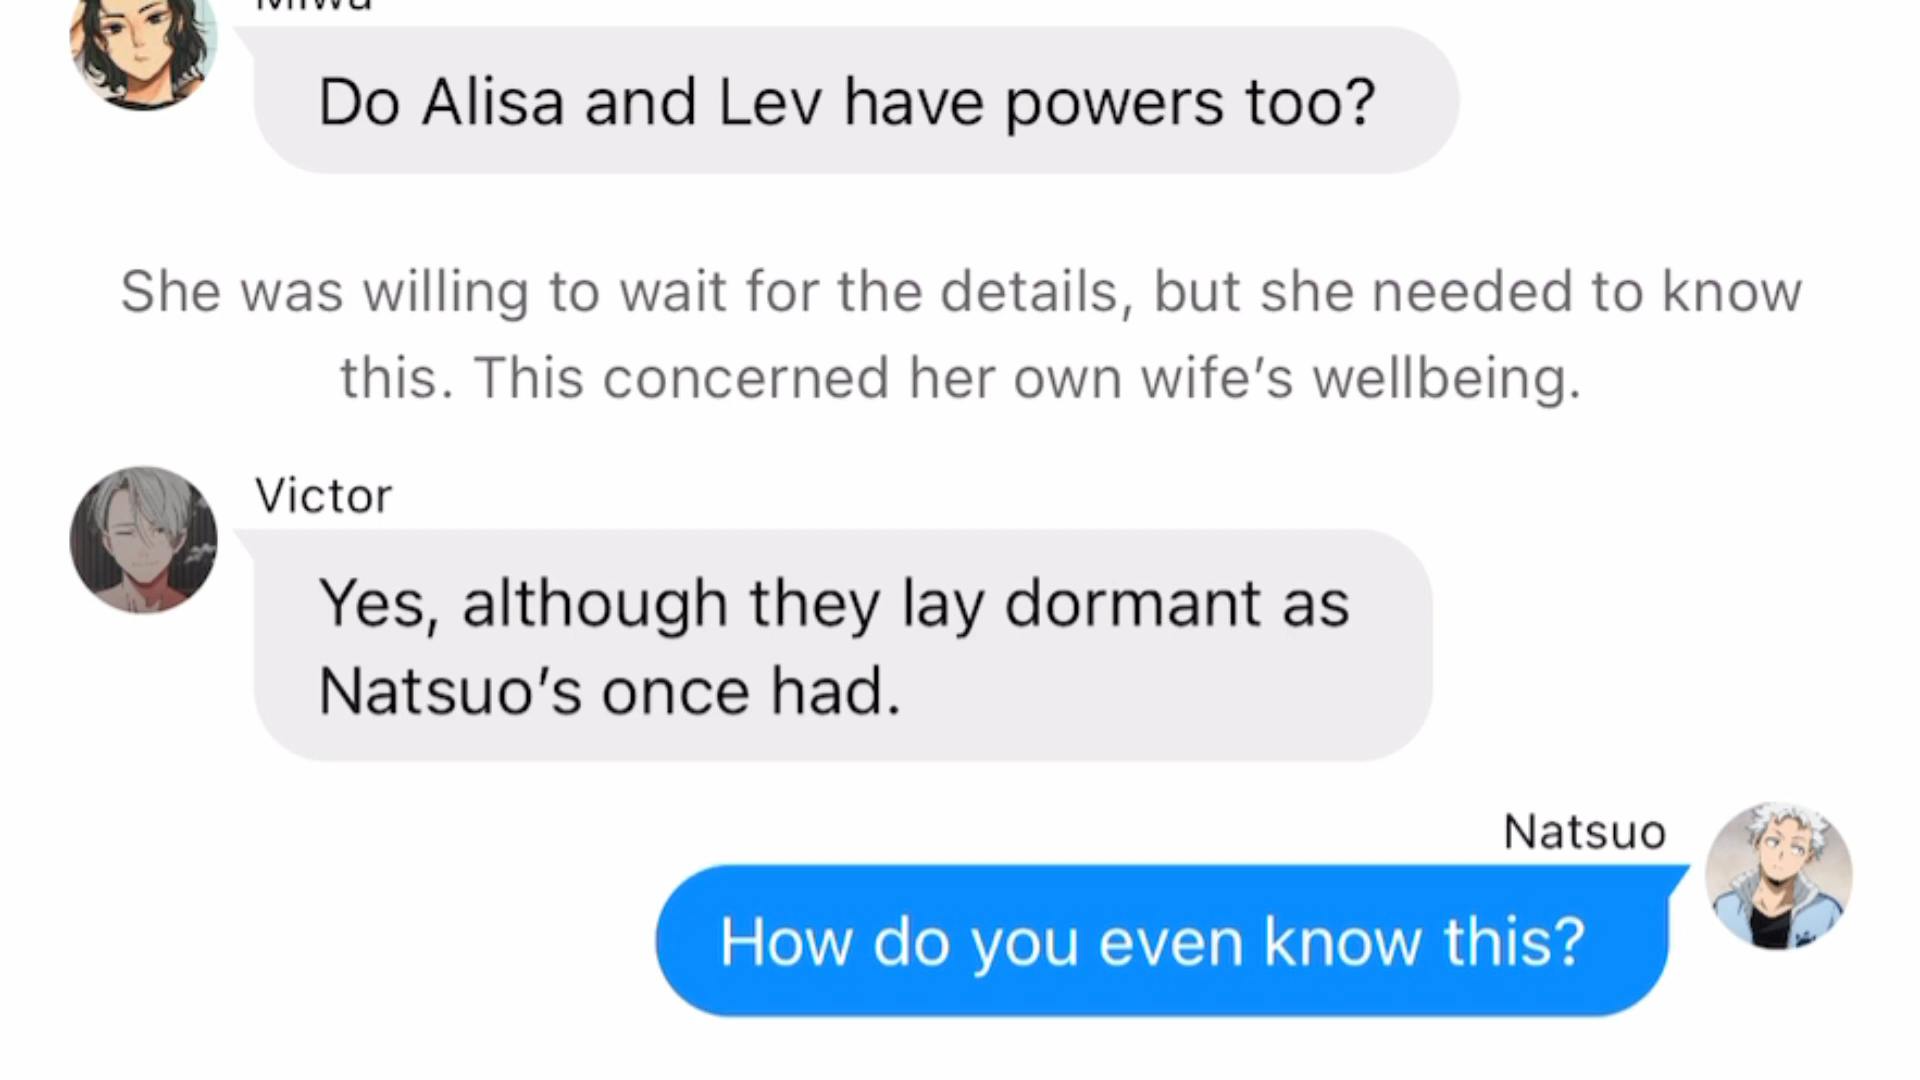 Miwa
Do Alisa and Lev have powers too?
She was willing to wait for the details, but she needed to know
this. This concerned her own wife’s wellbeing.
Victor
Yes, although they lay dormant as
Natsuo’s once had.
Natsuo
How do you even know this?